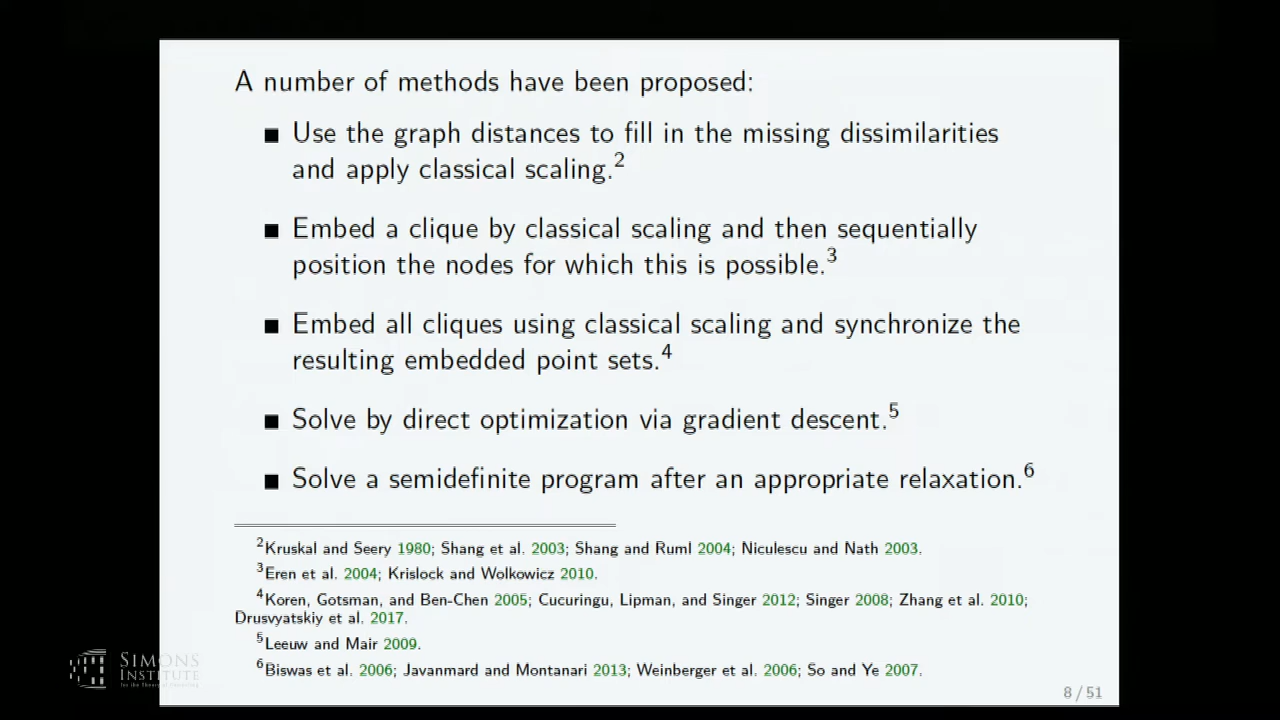 A number of methods have been proposed:
■ Use the graph distances to fill in the missing dissimilarities
and apply classical scaling.²
■ Embed a clique by classical scaling and then sequentially
position the nodes for which this is possible.³
■ Embed all cliques using classical scaling and synchronize the
resulting embedded point sets.⁴
■ Solve by direct optimization via gradient descent.⁵
■ Solve a semidefinite program after an appropriate relaxation.⁶
²Kruskal and Seery 1980; Shang et al. 2003; Shang and Ruml 2004; Niculescu and Nath 2003.
³Eren et al. 2004; Krislock and Wolkowicz 2010.
⁴Koren, Gotsman, and Ben-Chen 2005; Cucuringu, Lipman, and Singer 2012; Singer 2008; Zhang et al. 2010;
Drusvyatskiy et al. 2017.
⁵Leeuw and Mair 2009.
⁶Biswas et al. 2006; Javanmard and Montanari 2013; Weinberger et al. 2006; So and Ye 2007.
SIMONS
INSTITUTE
for the Theory of Computing
8 / 51